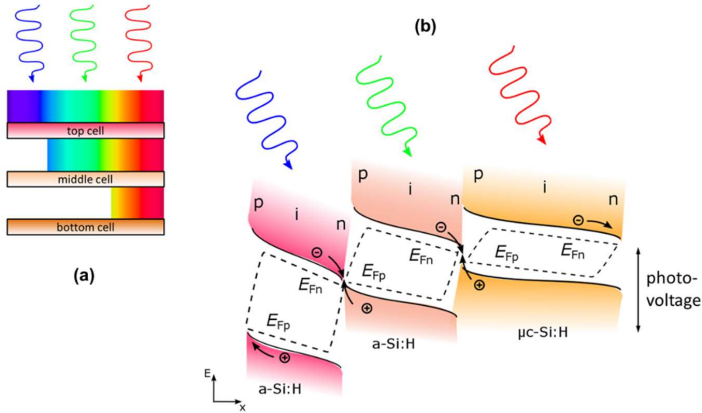 top cell
middle cell
bottom cell
(a)
(b)
p i n
p i n
p i n
E_Fn
E_Fp
E_Fn
E_Fp
E_Fn
E_Fp
⊖
⊖
⊖
⊕
⊕
⊕
photo-
voltage
a-Si:H
a-Si:H
µc-Si:H
E
x